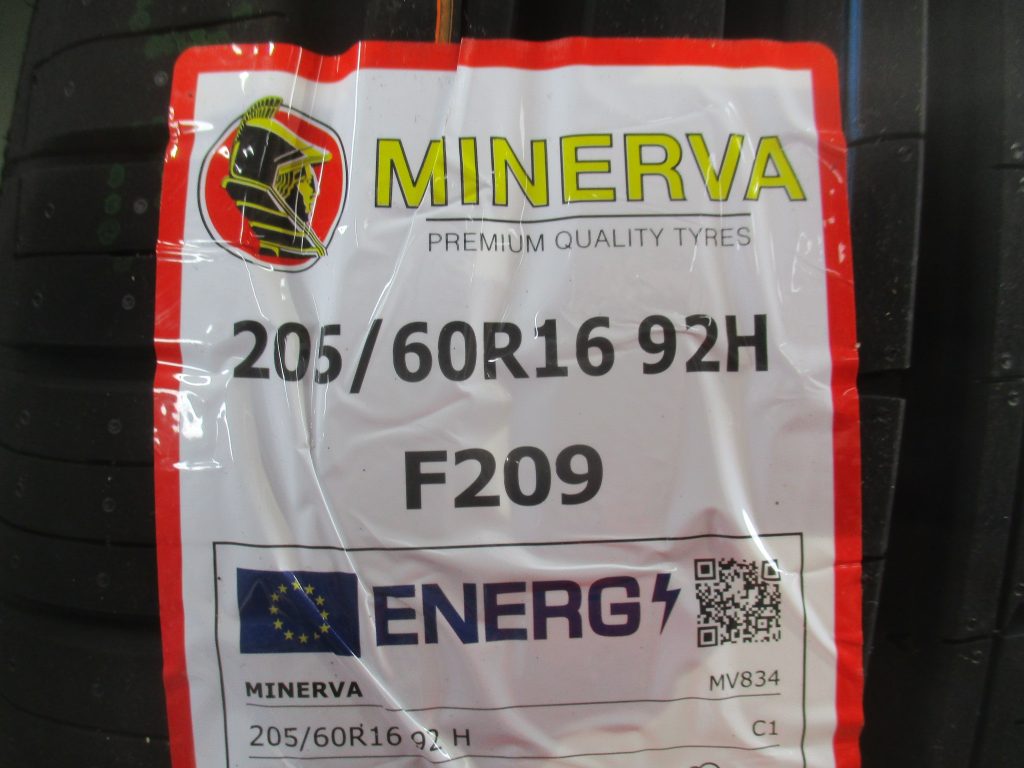 MINERVA
PREMIUM QUALITY TYRES
205/60R16 92H
F209
ENERG
MINERVA MV834
205/60R16 92 H C1